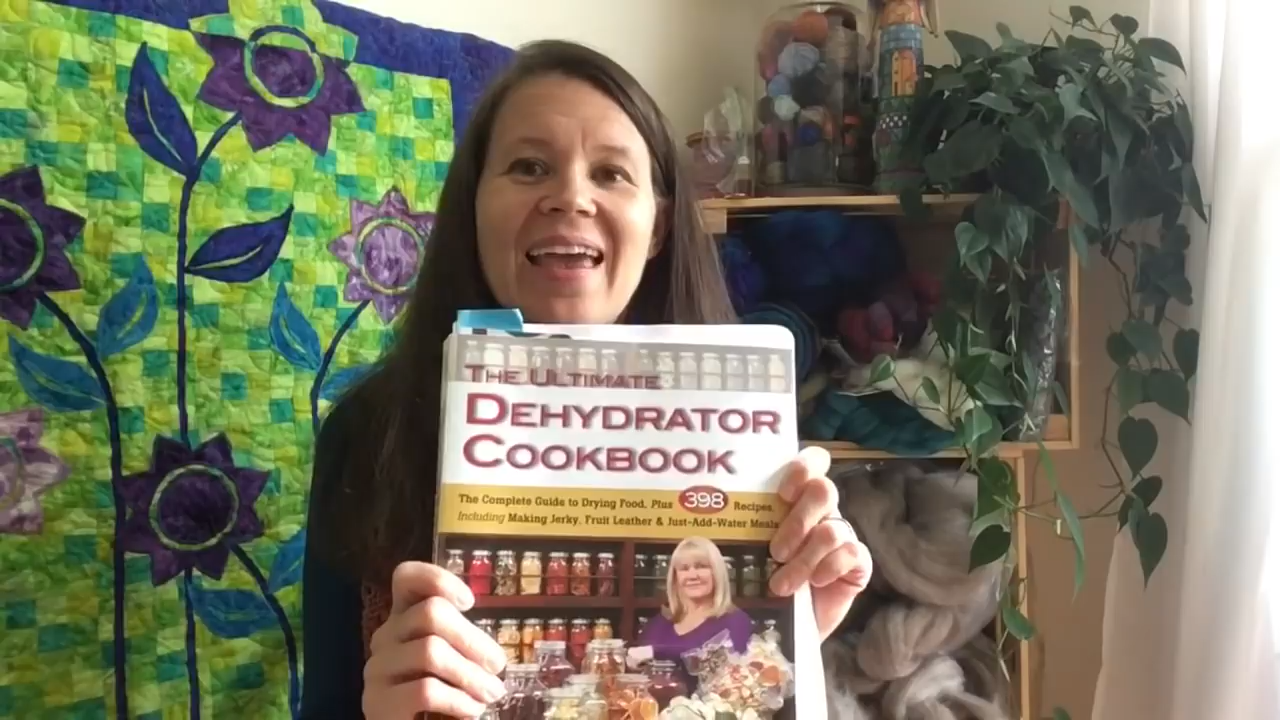 THE ULTIMATE
DEHYDRATOR
COOKBOOK
The Complete Guide to Drying Food, Plus 398 Recipes,
Including Making Jerky, Fruit Leather & Just-Add-Water Meals